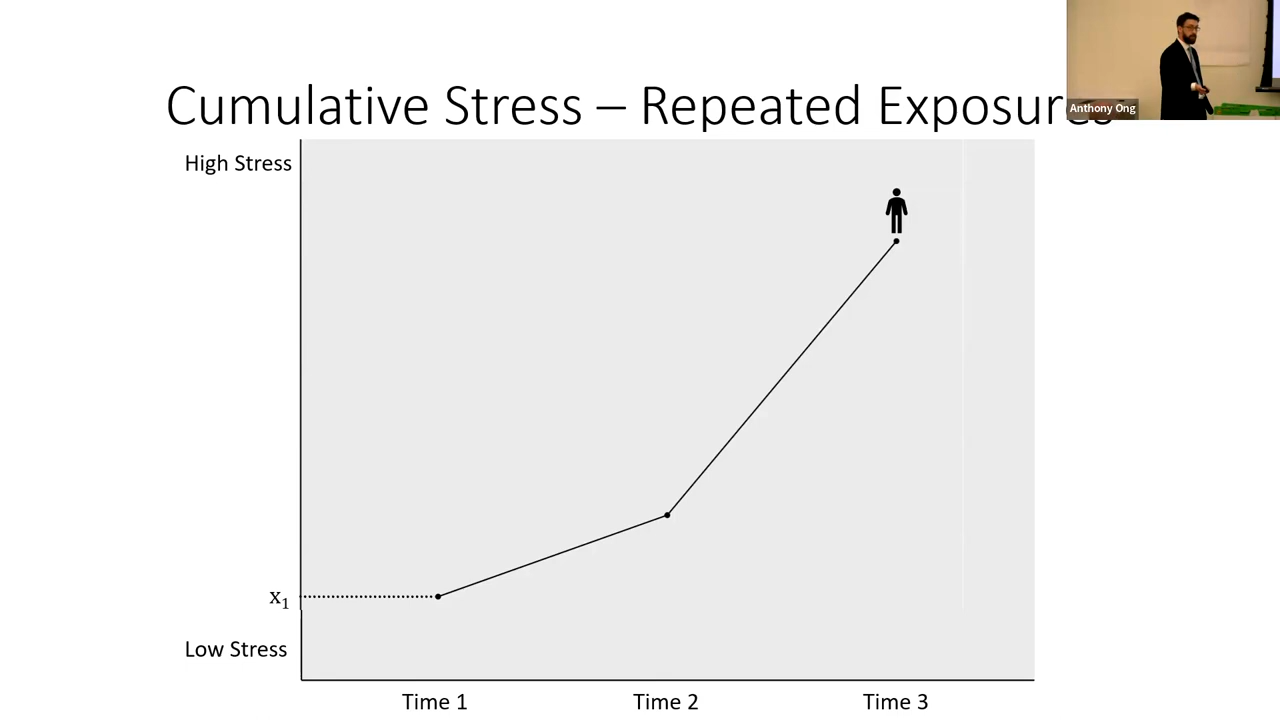 Cumulative Stress – Repeated Exposures
Anthony Ong
High Stress
x1
Low Stress
Time 1
Time 2
Time 3